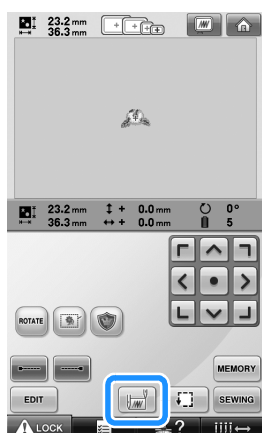 23.2 mm
36.3 mm
23.2 mm + 0.0 mm 0°
36.3 mm + 0.0 mm 5
ROTATE
MEMORY
EDIT
SEWING
LOCK ?